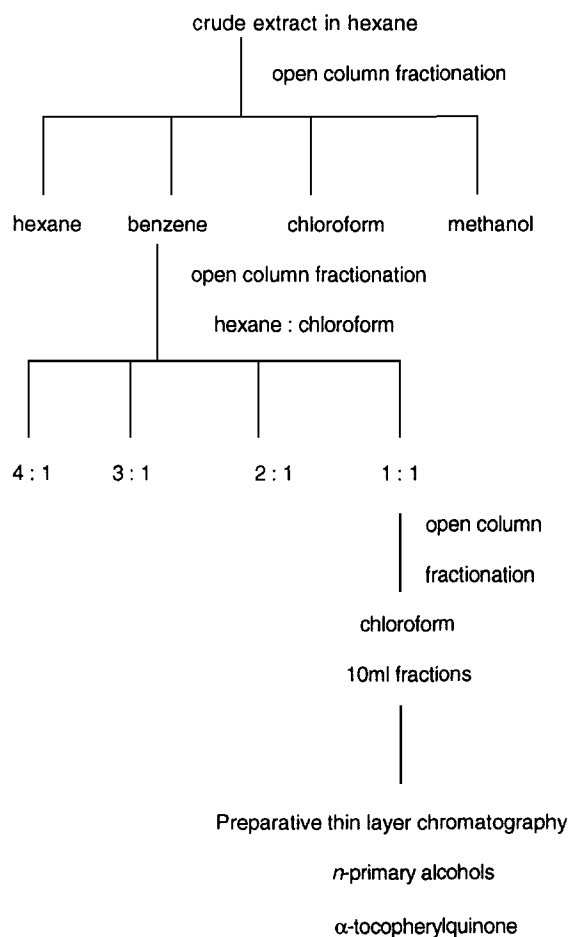 crude extract in hexane
open column fractionation
hexane benzene chloroform methanol
open column fractionation
hexane : chloroform
4 : 1 3 : 1 2 : 1 1 : 1
open column
fractionation
chloroform
10ml fractions
Preparative thin layer chromatography
n-primary alcohols
α-tocopherylquinone